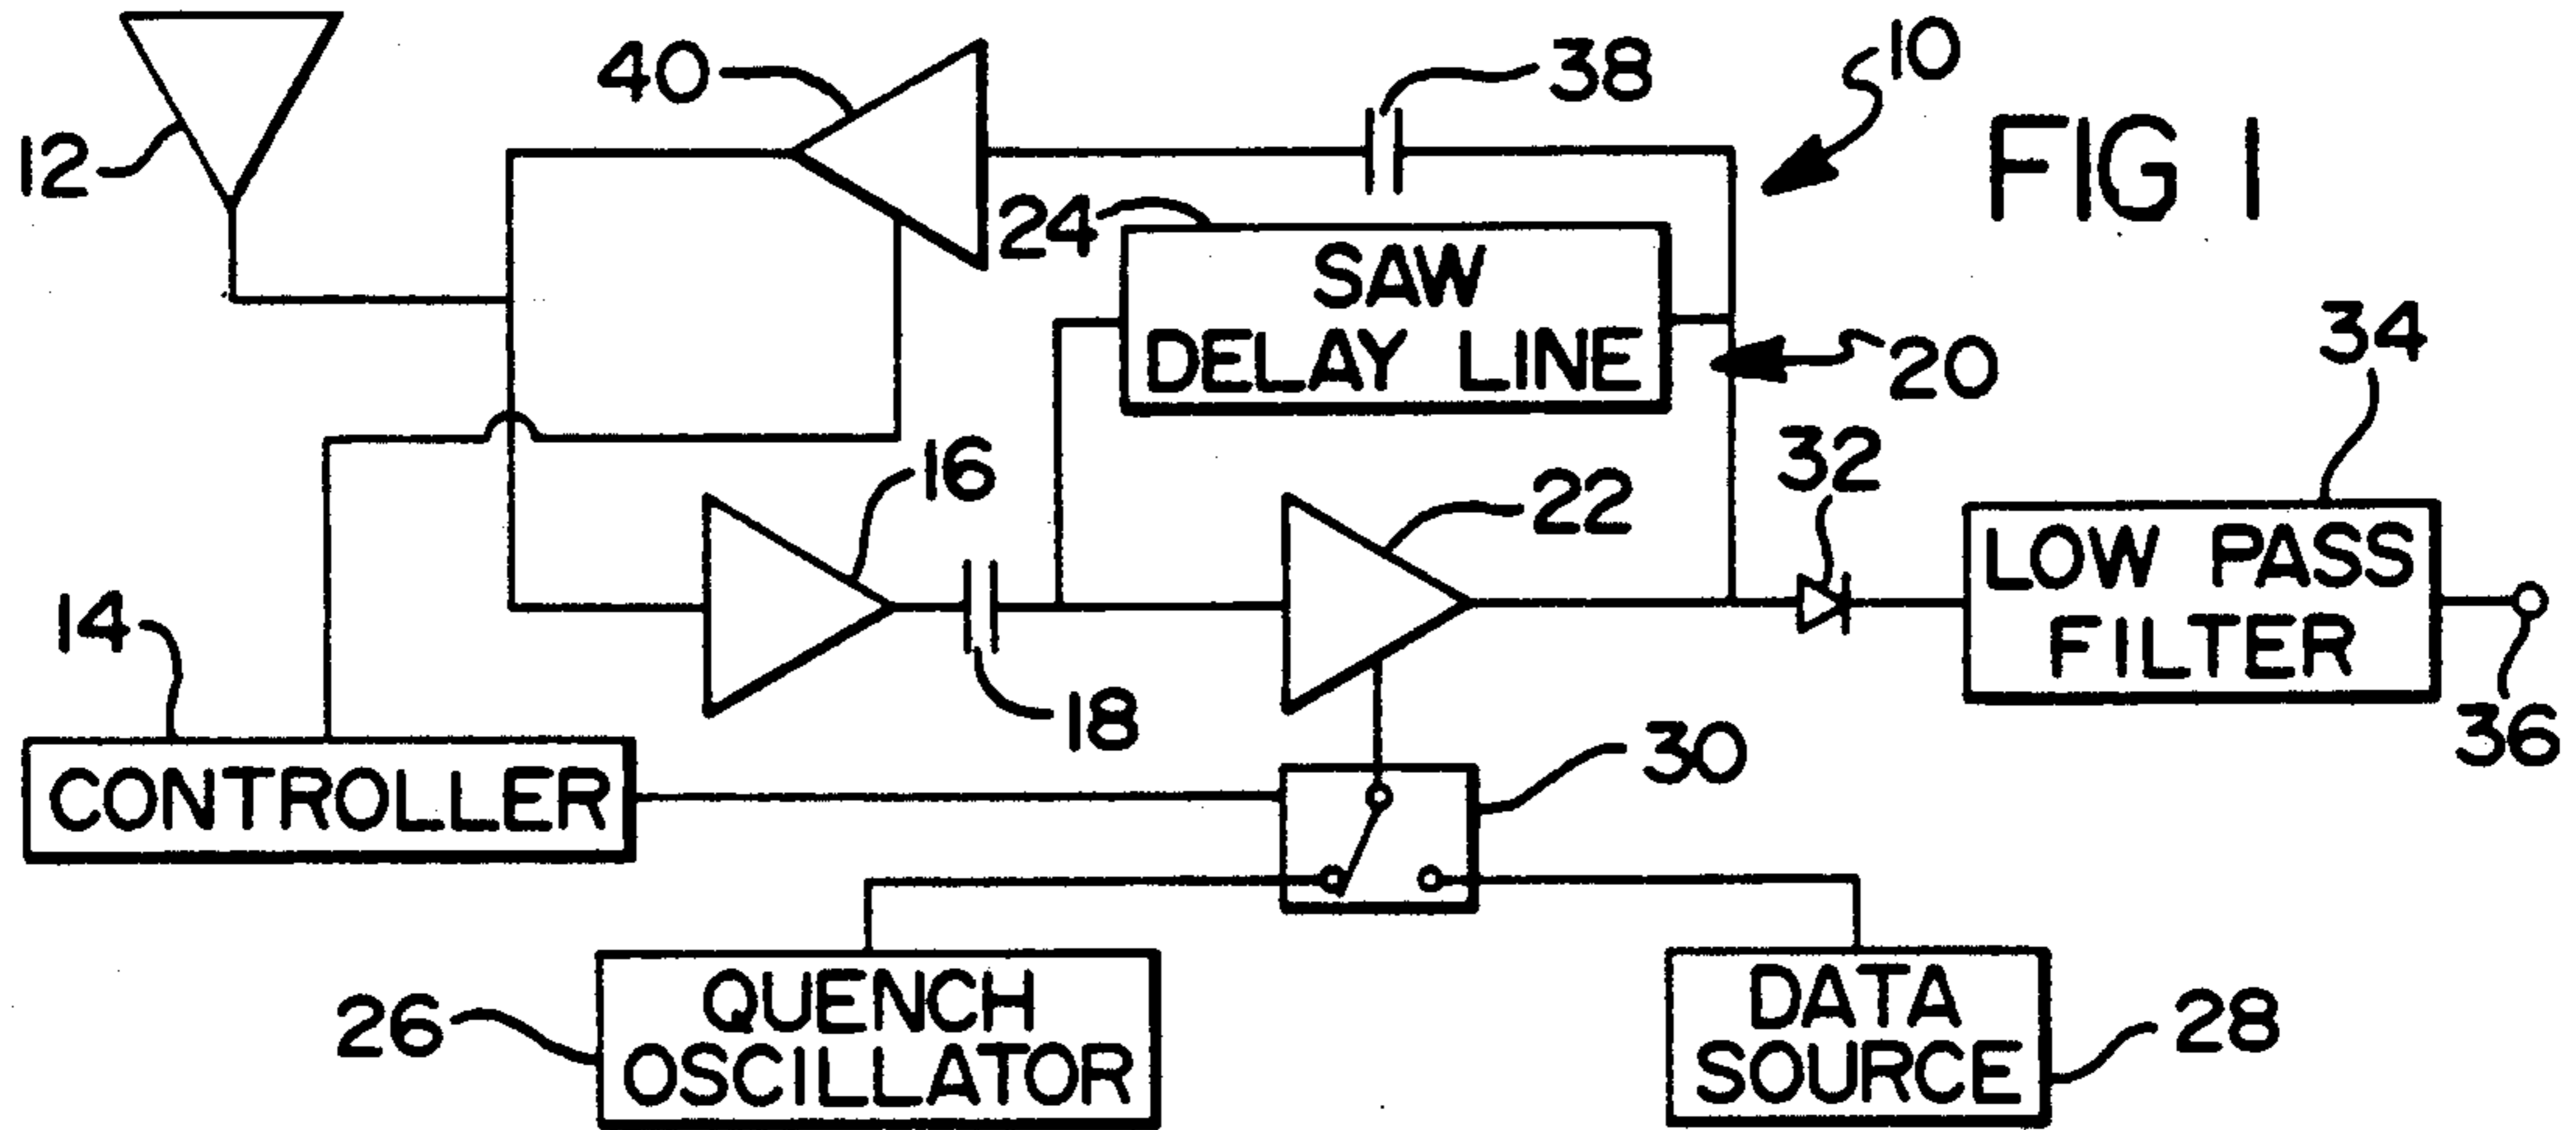 40
38
10
FIG 1
12
24
SAW
DELAY LINE
20
34
32
16
22
LOW PASS
FILTER
14
18
36
30
CONTROLLER
26
QUENCH
OSCILLATOR
DATA
SOURCE
28